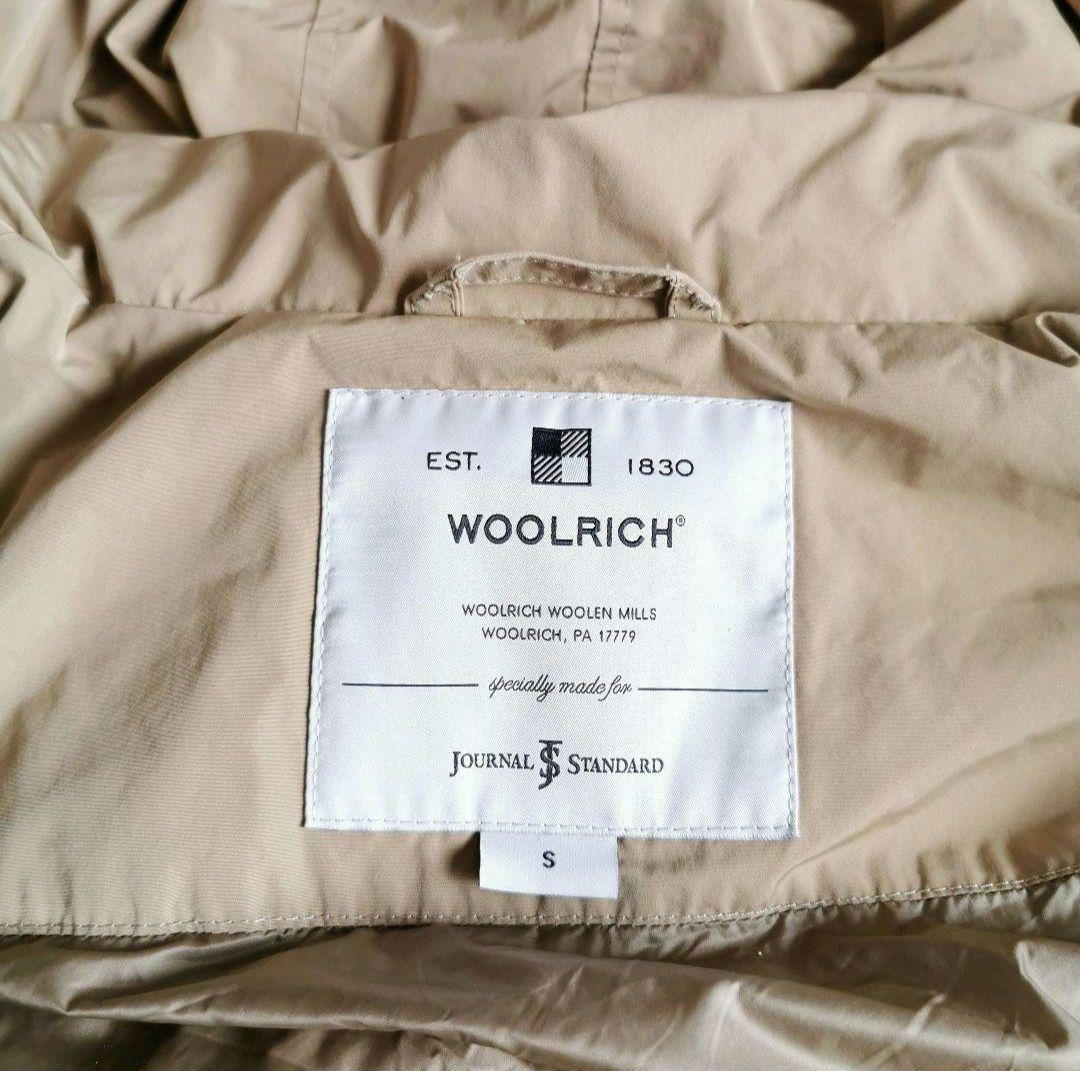 EST. 1830
WOOLRICH®
WOOLRICH WOOLEN MILLS
WOOLRICH, PA 17779
specially made for
JOURNAL JS STANDARD
S